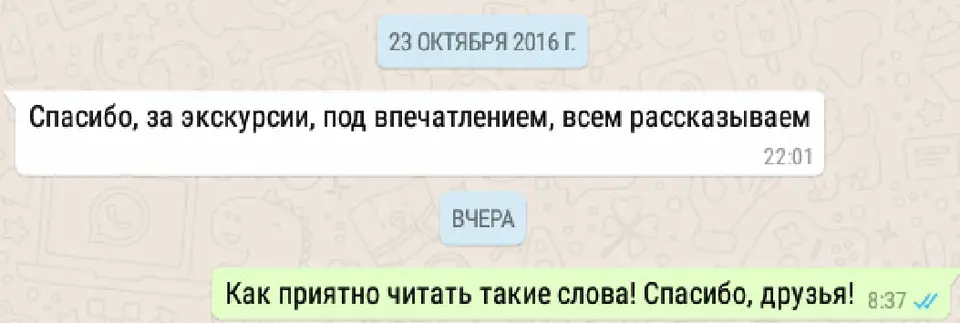 23 ОКТЯБРЯ 2016 Г.
Спасибо, за экскурсии, под впечатлением, всем рассказываем
22:01
ВЧЕРА
Как приятно читать такие слова! Спасибо, друзья! 8:37